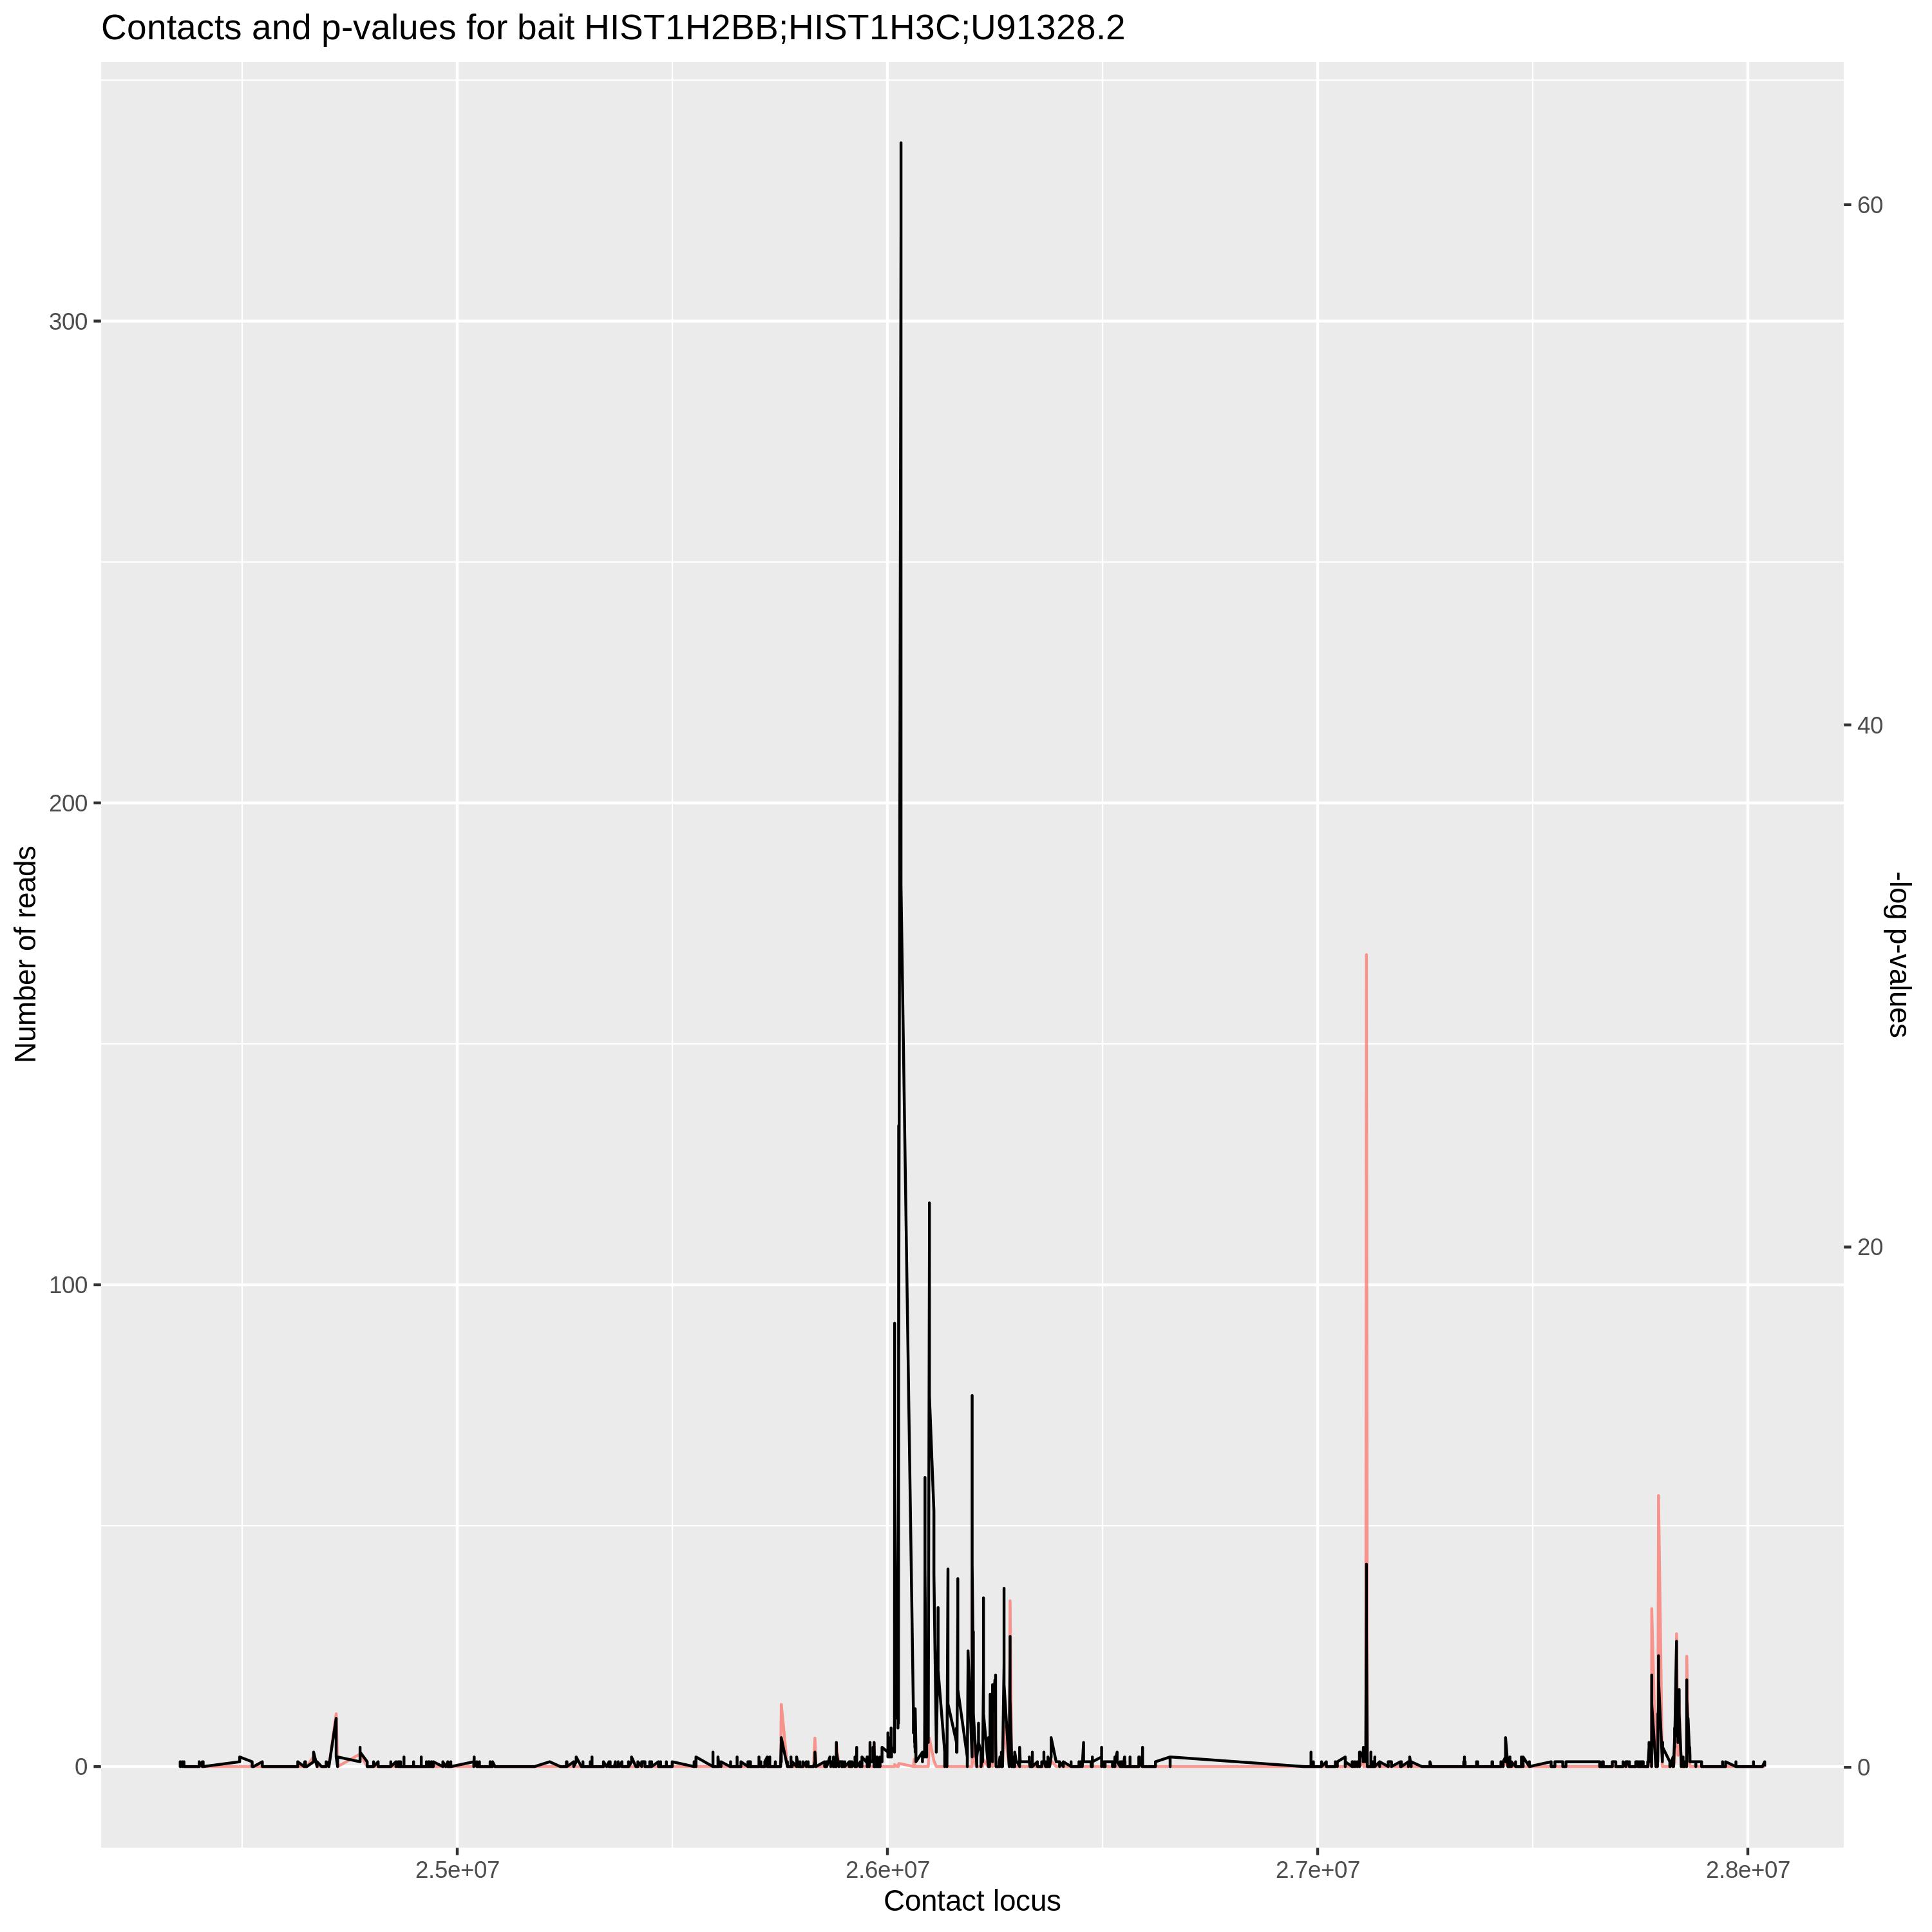 Contacts and p-values for bait HIST1H2BB;HIST1H3C;U91328.2
300
200
100
0
Number of reads
60
40
20
0
-log p-values
2.5e+07
2.6e+07
2.7e+07
2.8e+07
Contact locus